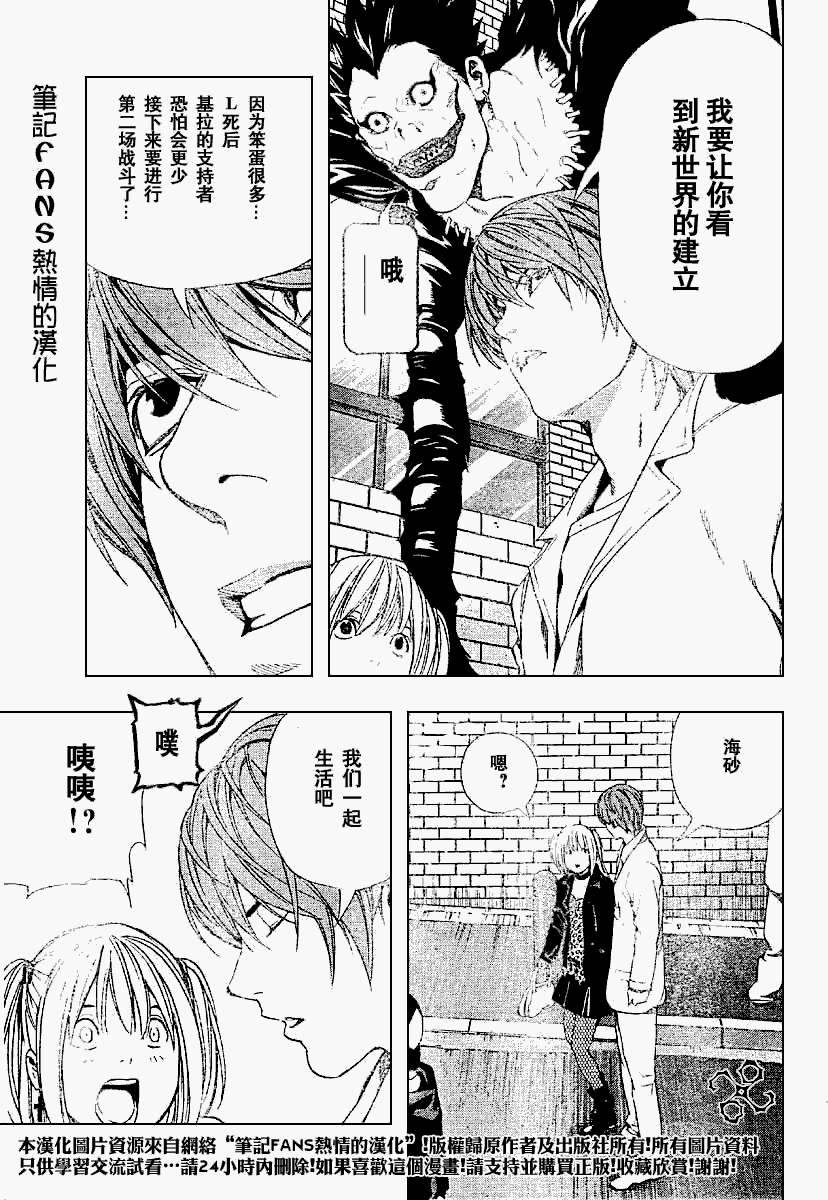 我要让你看
到新世界的建立
哦——
因为笨蛋很多…
L死后
基拉的支持者
恐怕会更少
接下来要进行
第二场战斗了…
筆記FANS熱情的漢化
海砂
嗯?
我们一起
生活吧
噗
咦咦!?
本漢化圖片資源來自網絡“筆記FANS熱情的漢化”!版權歸原作者及出版社所有!所有圖片資料
只供學習交流試看…請24小時內刪除!如果喜歡這個漫畫!請支持並購買正版!收藏欣賞!謝謝!